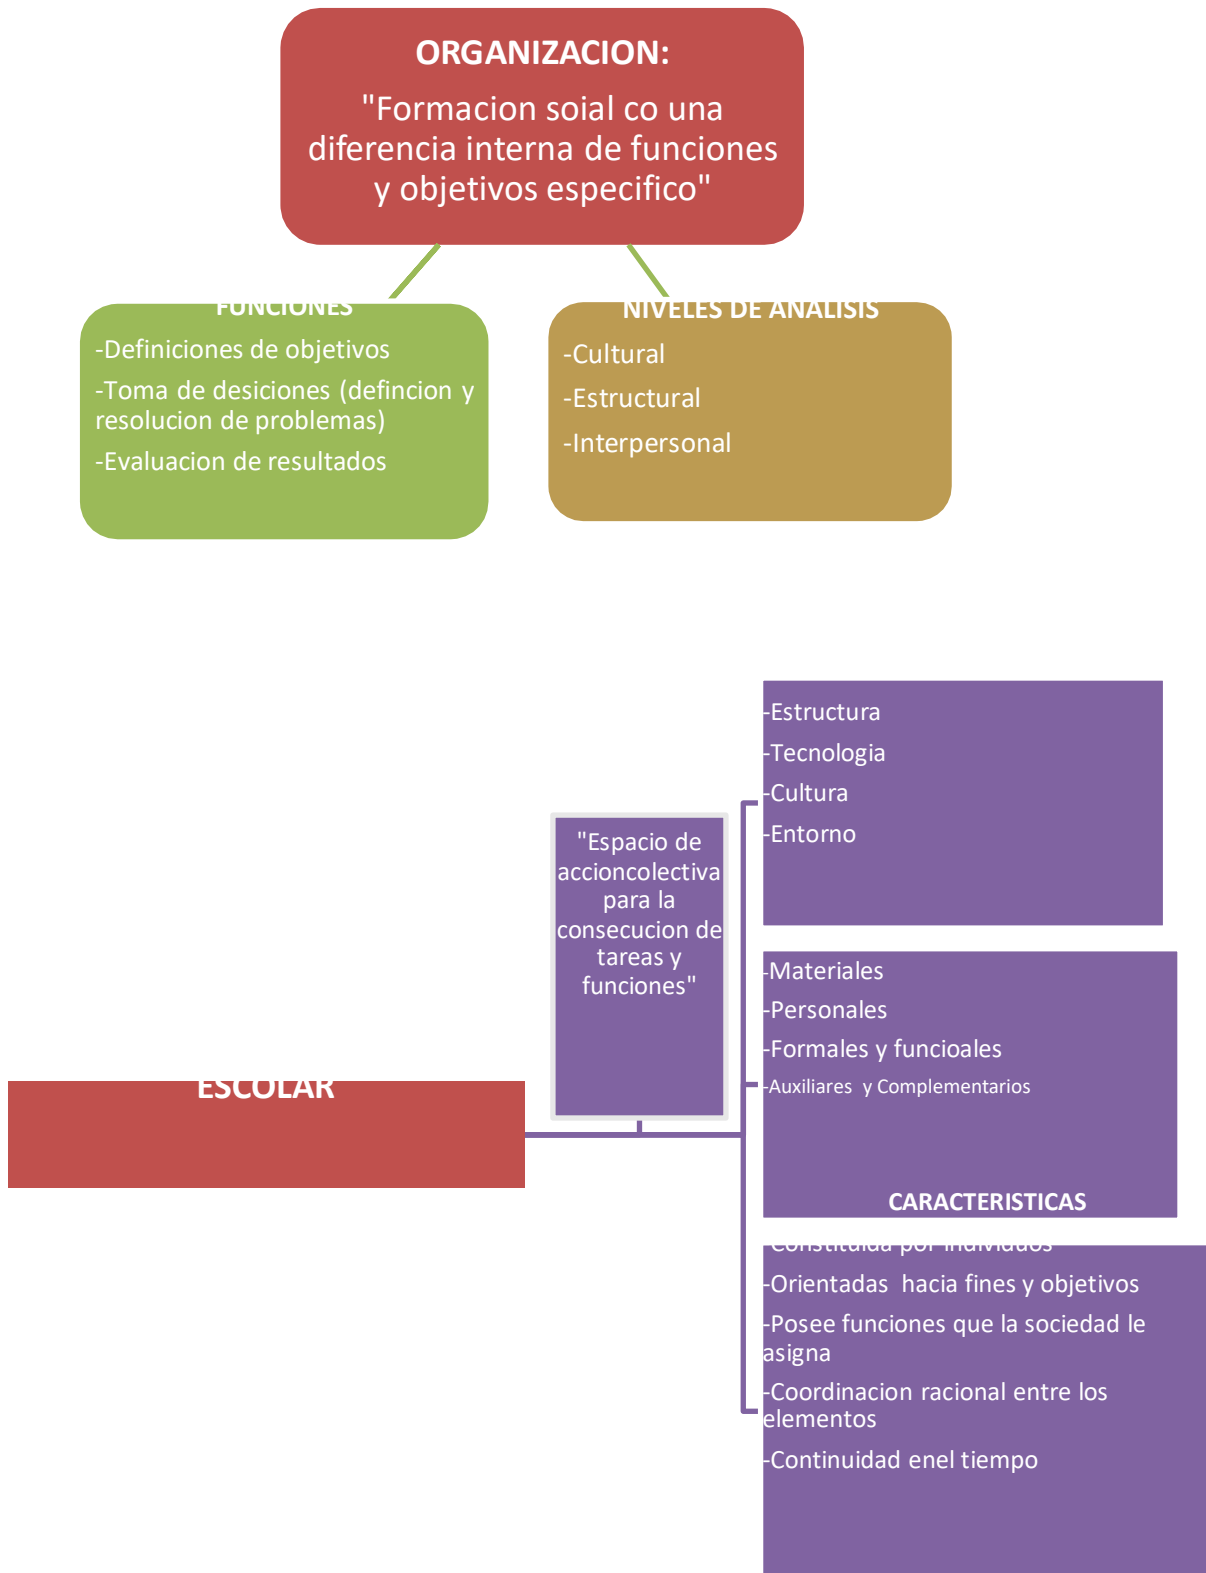 ORGANIZACION:
"Formacion soial co una
diferencia interna de funciones
y objetivos especifico"
FUNCIONES
-Definiciones de objetivos
-Toma de desiciones (defincion y
resolucion de problemas)
-Evaluacion de resultados
NIVELES DE ANALISIS
-Cultural
-Estructural
-Interpersonal
-Estructura
-Tecnologia
-Cultura
-Entorno
"Espacio de
accioncolectiva
para la
consecucion de
tareas y
funciones"
-Materiales
-Personales
-Formales y funcioales
-Auxiliares y Complementarios
ESCOLAR
CARACTERISTICAS
-Constituida por individuos
-Orientadas hacia fines y objetivos
-Posee funciones que la sociedad le
asigna
-Coordinacion racional entre los
elementos
-Continuidad enel tiempo